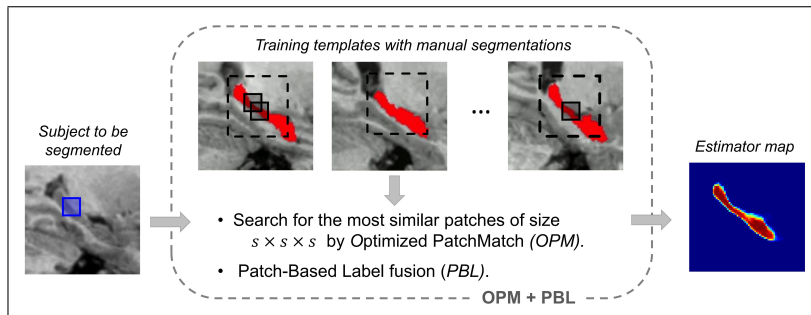 Training templates with manual segmentations
Subject to be
segmented
...
Estimator map
• Search for the most similar patches of size
s × s × s by Optimized PatchMatch (OPM).
• Patch-Based Label fusion (PBL).
OPM + PBL